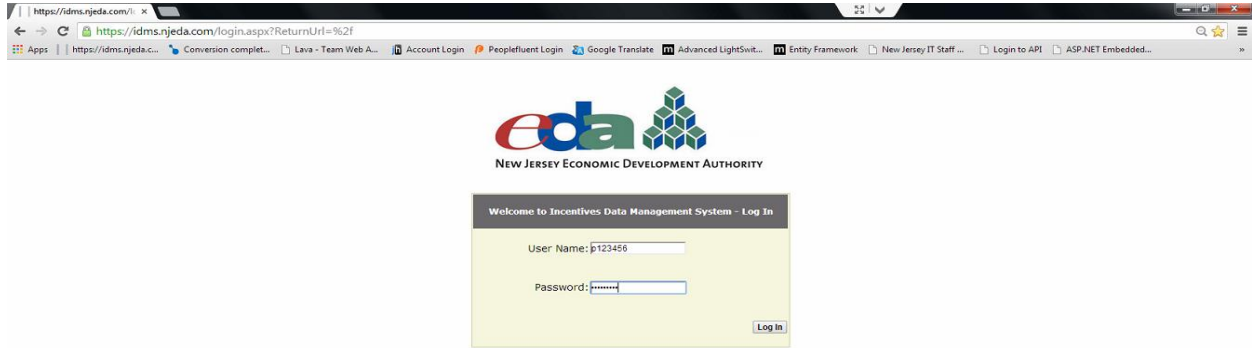 https://idms.njeda.com/l
https://idms.njeda.com/login.aspx?ReturnUrl=%2f
Apps https://idms.njeda.c... Conversion complet... Lava - Team Web A... Account Login Peoplefluent Login Google Translate Advanced LightSwit... Entity Framework New Jersey IT Staff ... Login to API ASP.NET Embedded... »
eda
NEW JERSEY ECONOMIC DEVELOPMENT AUTHORITY
Welcome to Incentives Data Management System - Log In
User Name: p123456
Password: •••••••••
Log In